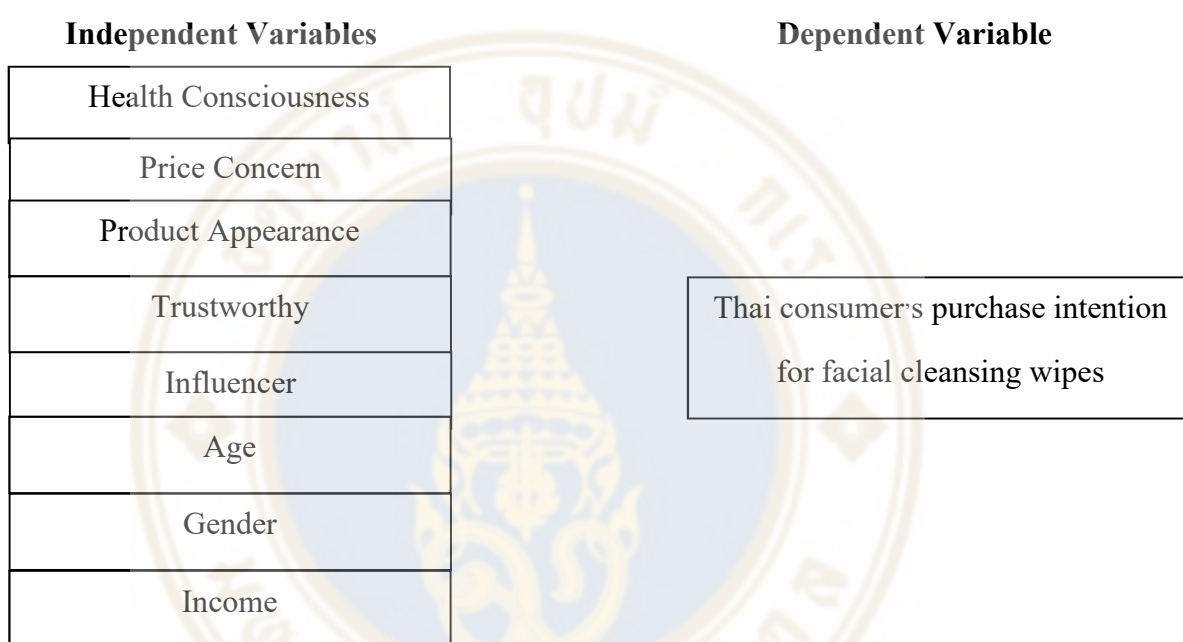 Independent Variables
Dependent Variable
Health Consciousness
Price Concern
Product Appearance
Trustworthy
Thai consumer's purchase intention
for facial cleansing wipes
Influencer
Age
Gender
Income